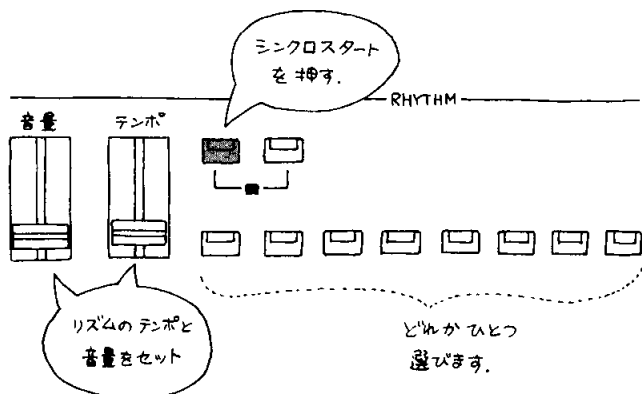 シンクロスタート
を押す.
RHYTHM
音量
テンポ
リズムのテンポと
音量をセット
どれかひとつ
選びます.